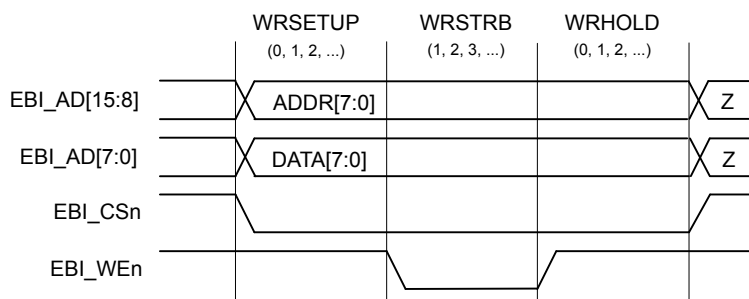 WRSETUP WRSTRB WRHOLD
(0, 1, 2, ...) (1, 2, 3, ...) (0, 1, 2, ...)
EBI_AD[15:8] ADDR[7:0] Z
EBI_AD[7:0] DATA[7:0] Z
EBI_CSn
EBI_WEn